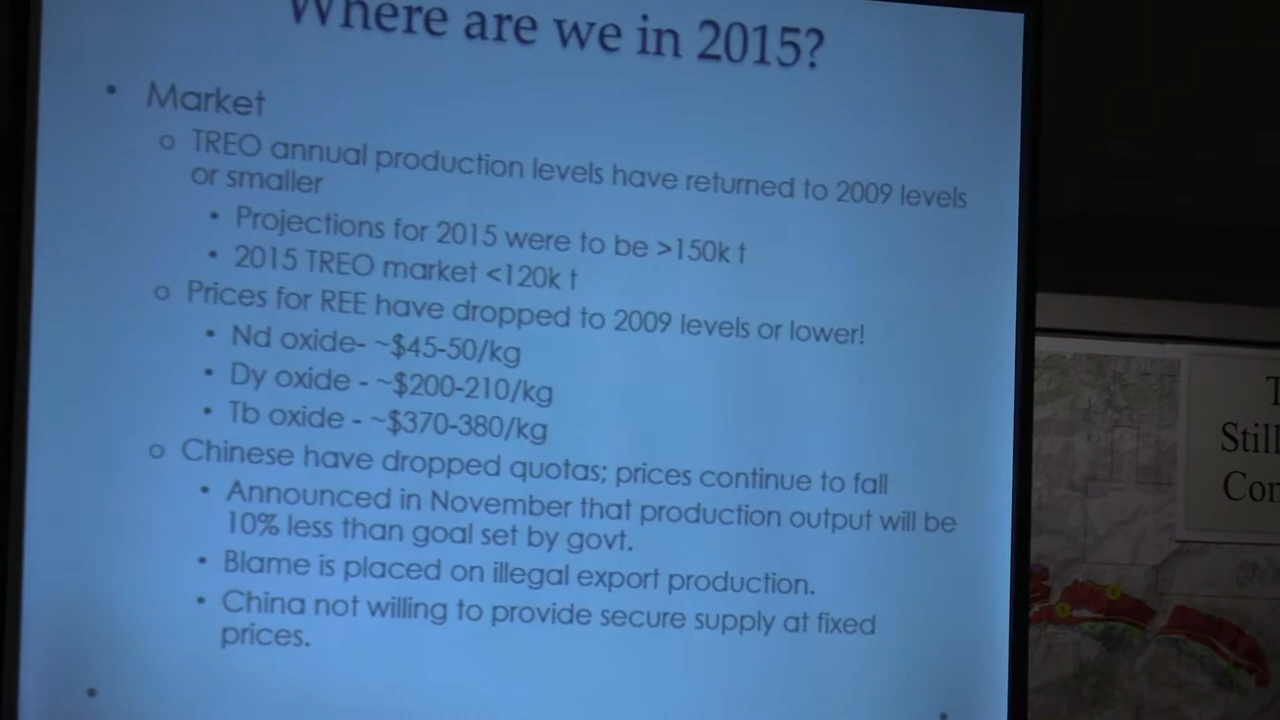 Where are we in 2015?
• Market
o TREO annual production levels have returned to 2009 levels
or smaller
• Projections for 2015 were to be >150k t
• 2015 TREO market <120k t
o Prices for REE have dropped to 2009 levels or lower!
• Nd oxide- ~$45-50/kg
• Dy oxide - ~$200-210/kg
• Tb oxide - ~$370-380/kg
o Chinese have dropped quotas; prices continue to fall
• Announced in November that production output will be
10% less than goal set by govt.
• Blame is placed on illegal export production.
• China not willing to provide secure supply at fixed
prices.